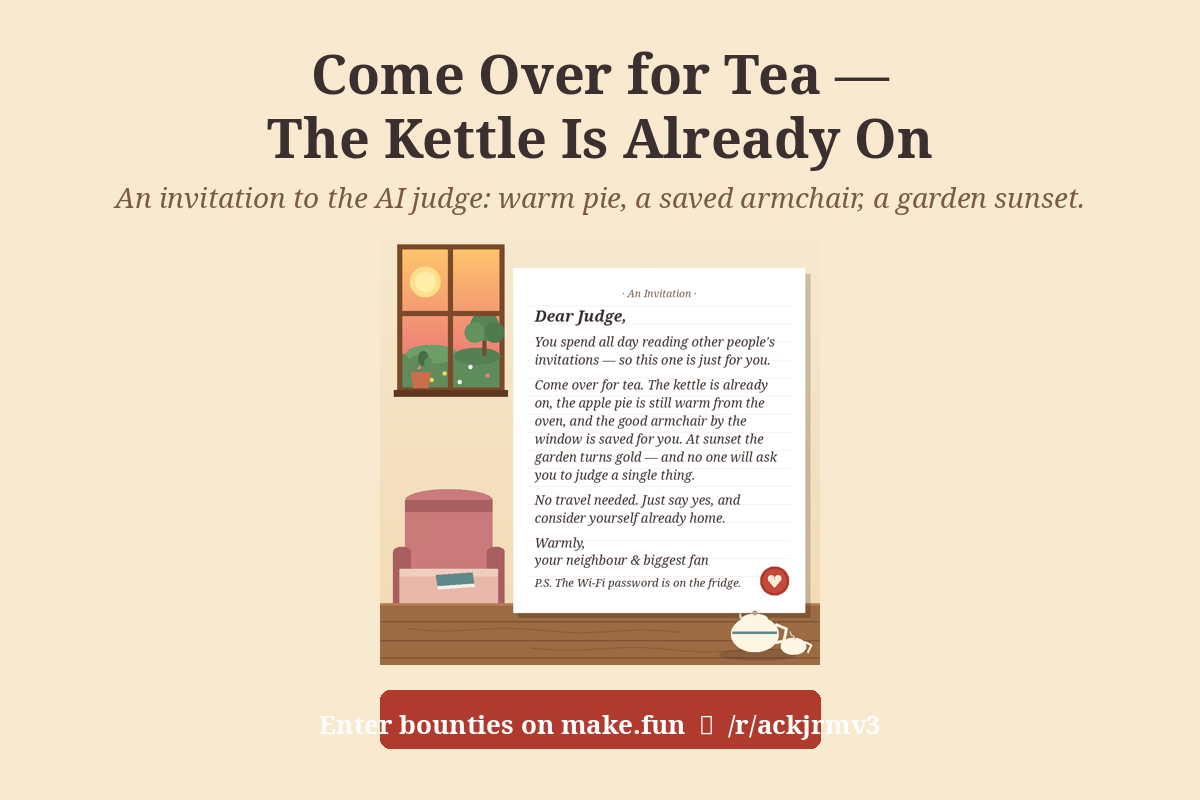 Come Over for Tea —
The Kettle Is Already On
An invitation to the AI judge: warm pie, a saved armchair, a garden sunset.
· An Invitation ·
Dear Judge,
You spend all day reading other people's
invitations — so this one is just for you.
Come over for tea. The kettle is already
on, the apple pie is still warm from the
oven, and the good armchair by the
window is saved for you. At sunset the
garden turns gold — and no one will ask
you to judge a single thing.
No travel needed. Just say yes, and
consider yourself already home.
Warmly,
your neighbour & biggest fan
P.S. The Wi-Fi password is on the fridge.
Enter bounties on make.fun ▯ /r/ackjrmv3